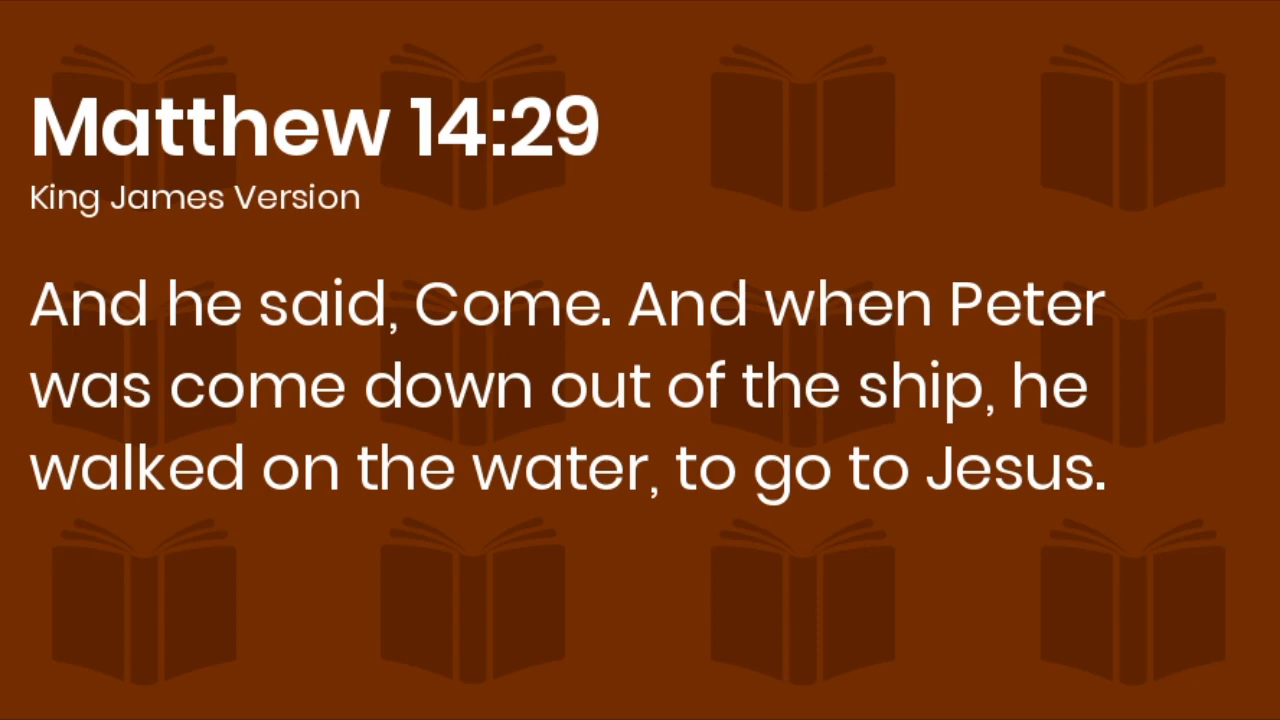 Matthew 14:29
King James Version
And he said, Come. And when Peter
was come down out of the ship, he
walked on the water, to go to Jesus.